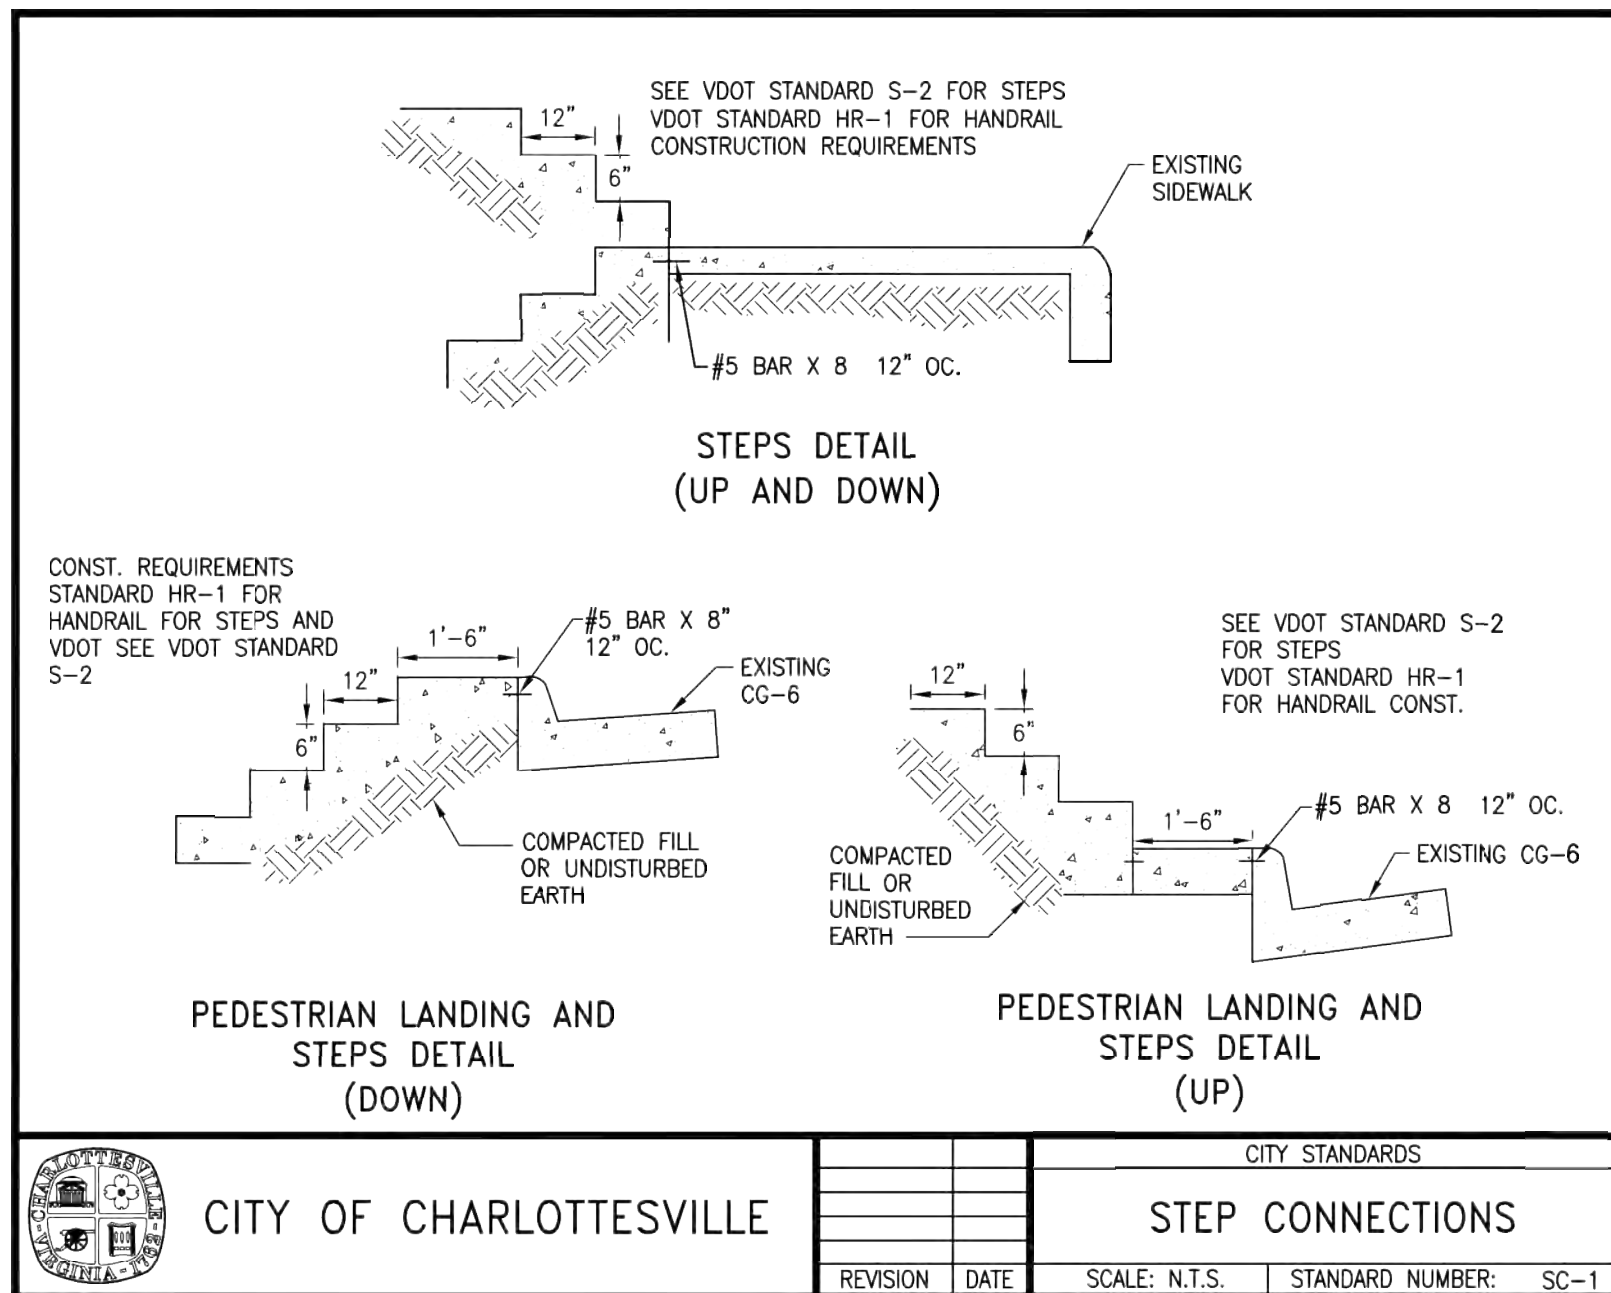 SEE VDOT STANDARD S-2 FOR STEPS
VDOT STANDARD HR-1 FOR HANDRAIL
CONSTRUCTION REQUIREMENTS
12"
6"
EXISTING
SIDEWALK
#5 BAR X 8 12" OC.
STEPS DETAIL
(UP AND DOWN)
CONST. REQUIREMENTS
STANDARD HR-1 FOR
HANDRAIL FOR STEPS AND
VDOT SEE VDOT STANDARD
S-2
1'-6"
12"
6"
#5 BAR X 8"
12" OC.
EXISTING
CG-6
COMPACTED FILL
OR UNDISTURBED
EARTH
PEDESTRIAN LANDING AND
STEPS DETAIL
(DOWN)
SEE VDOT STANDARD S-2
FOR STEPS
VDOT STANDARD HR-1
FOR HANDRAIL CONST.
12"
6"
1'-6"
#5 BAR X 8 12" OC.
EXISTING CG-6
COMPACTED
FILL OR
UNDISTURBED
EARTH
PEDESTRIAN LANDING AND
STEPS DETAIL
(UP)
CHARLOTTESVILLE
VIRGINIA - 1762
CITY OF CHARLOTTESVILLE
REVISION DATE
CITY STANDARDS
STEP CONNECTIONS
SCALE: N.T.S. STANDARD NUMBER: SC-1